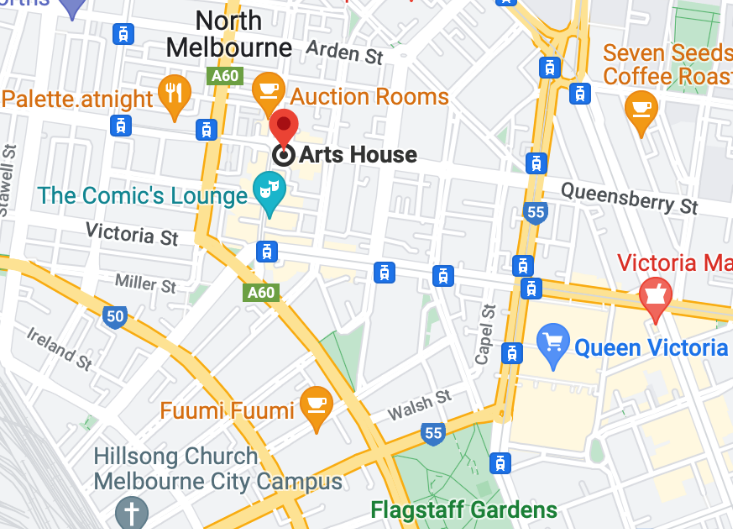 orths
North
Melbourne
Arden St
A60
Seven Seeds
Coffee Roast
Palette.atnight
Auction Rooms
Arts House
Stawell St
The Comic's Lounge
Queensberry St
55
Victoria St
Victoria Ma
Miller St
A60
50
Capel St
Ireland St
Queen Victoria
Fuumi Fuumi
Walsh St
55
Hillsong Church
Melbourne City Campus
Flagstaff Gardens